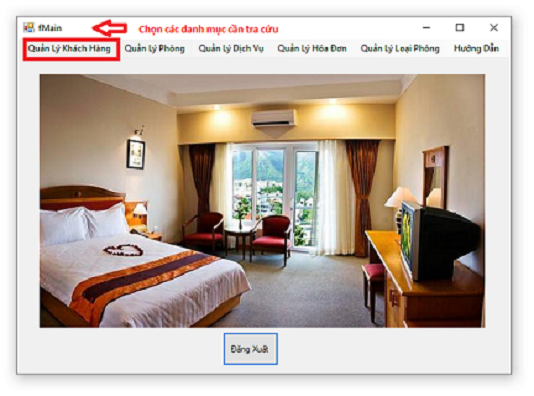 fMain
Chọn các danh mục cần tra cứu
Quản Lý Khách Hàng Quản Lý Phòng Quản Lý Dịch Vụ Quản Lý Hóa Đơn Quản Lý Loại Phòng Hướng Dẫn
Đăng Xuất